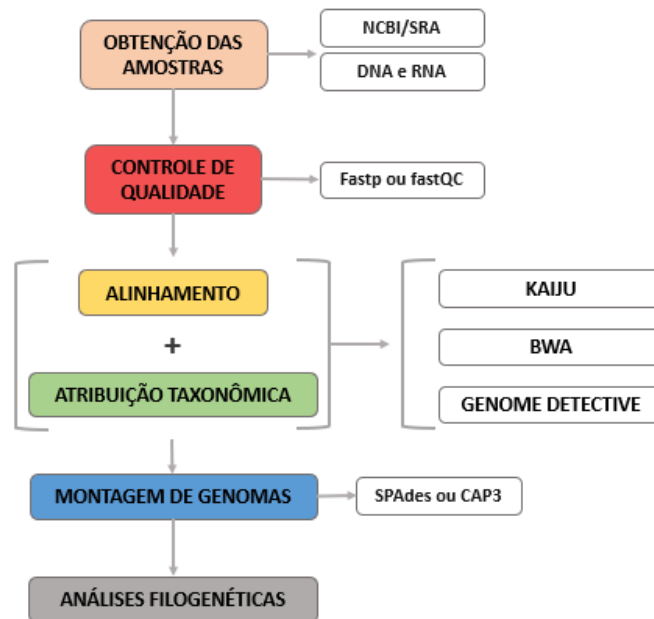 OBTENÇÃO DAS
AMOSTRAS
NCBI/SRA
DNA e RNA
CONTROLE DE
QUALIDADE
Fastp ou fastQC
ALINHAMENTO
+
ATRIBUIÇÃO TAXONÔMICA
KAIJU
BWA
GENOME DETECTIVE
MONTAGEM DE GENOMAS
SPAdes ou CAP3
ANÁLISES FILOGENÉTICAS